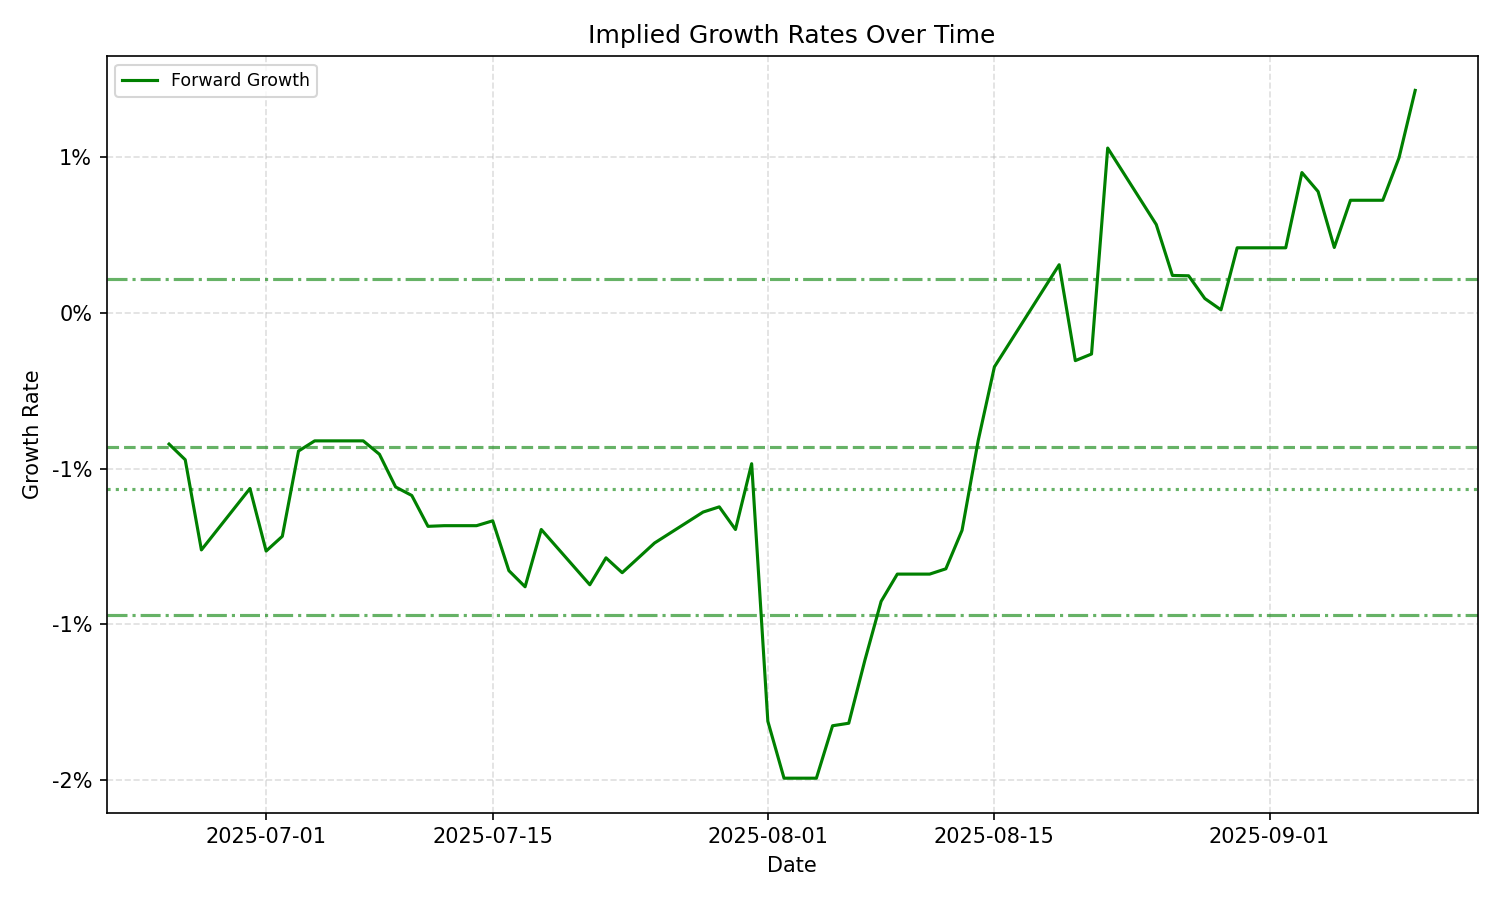 Implied Growth Rates Over Time
Forward Growth
1%
0%
-1%
-1%
-2%
Growth Rate
2025-07-01
2025-07-15
2025-08-01
2025-08-15
2025-09-01
Date